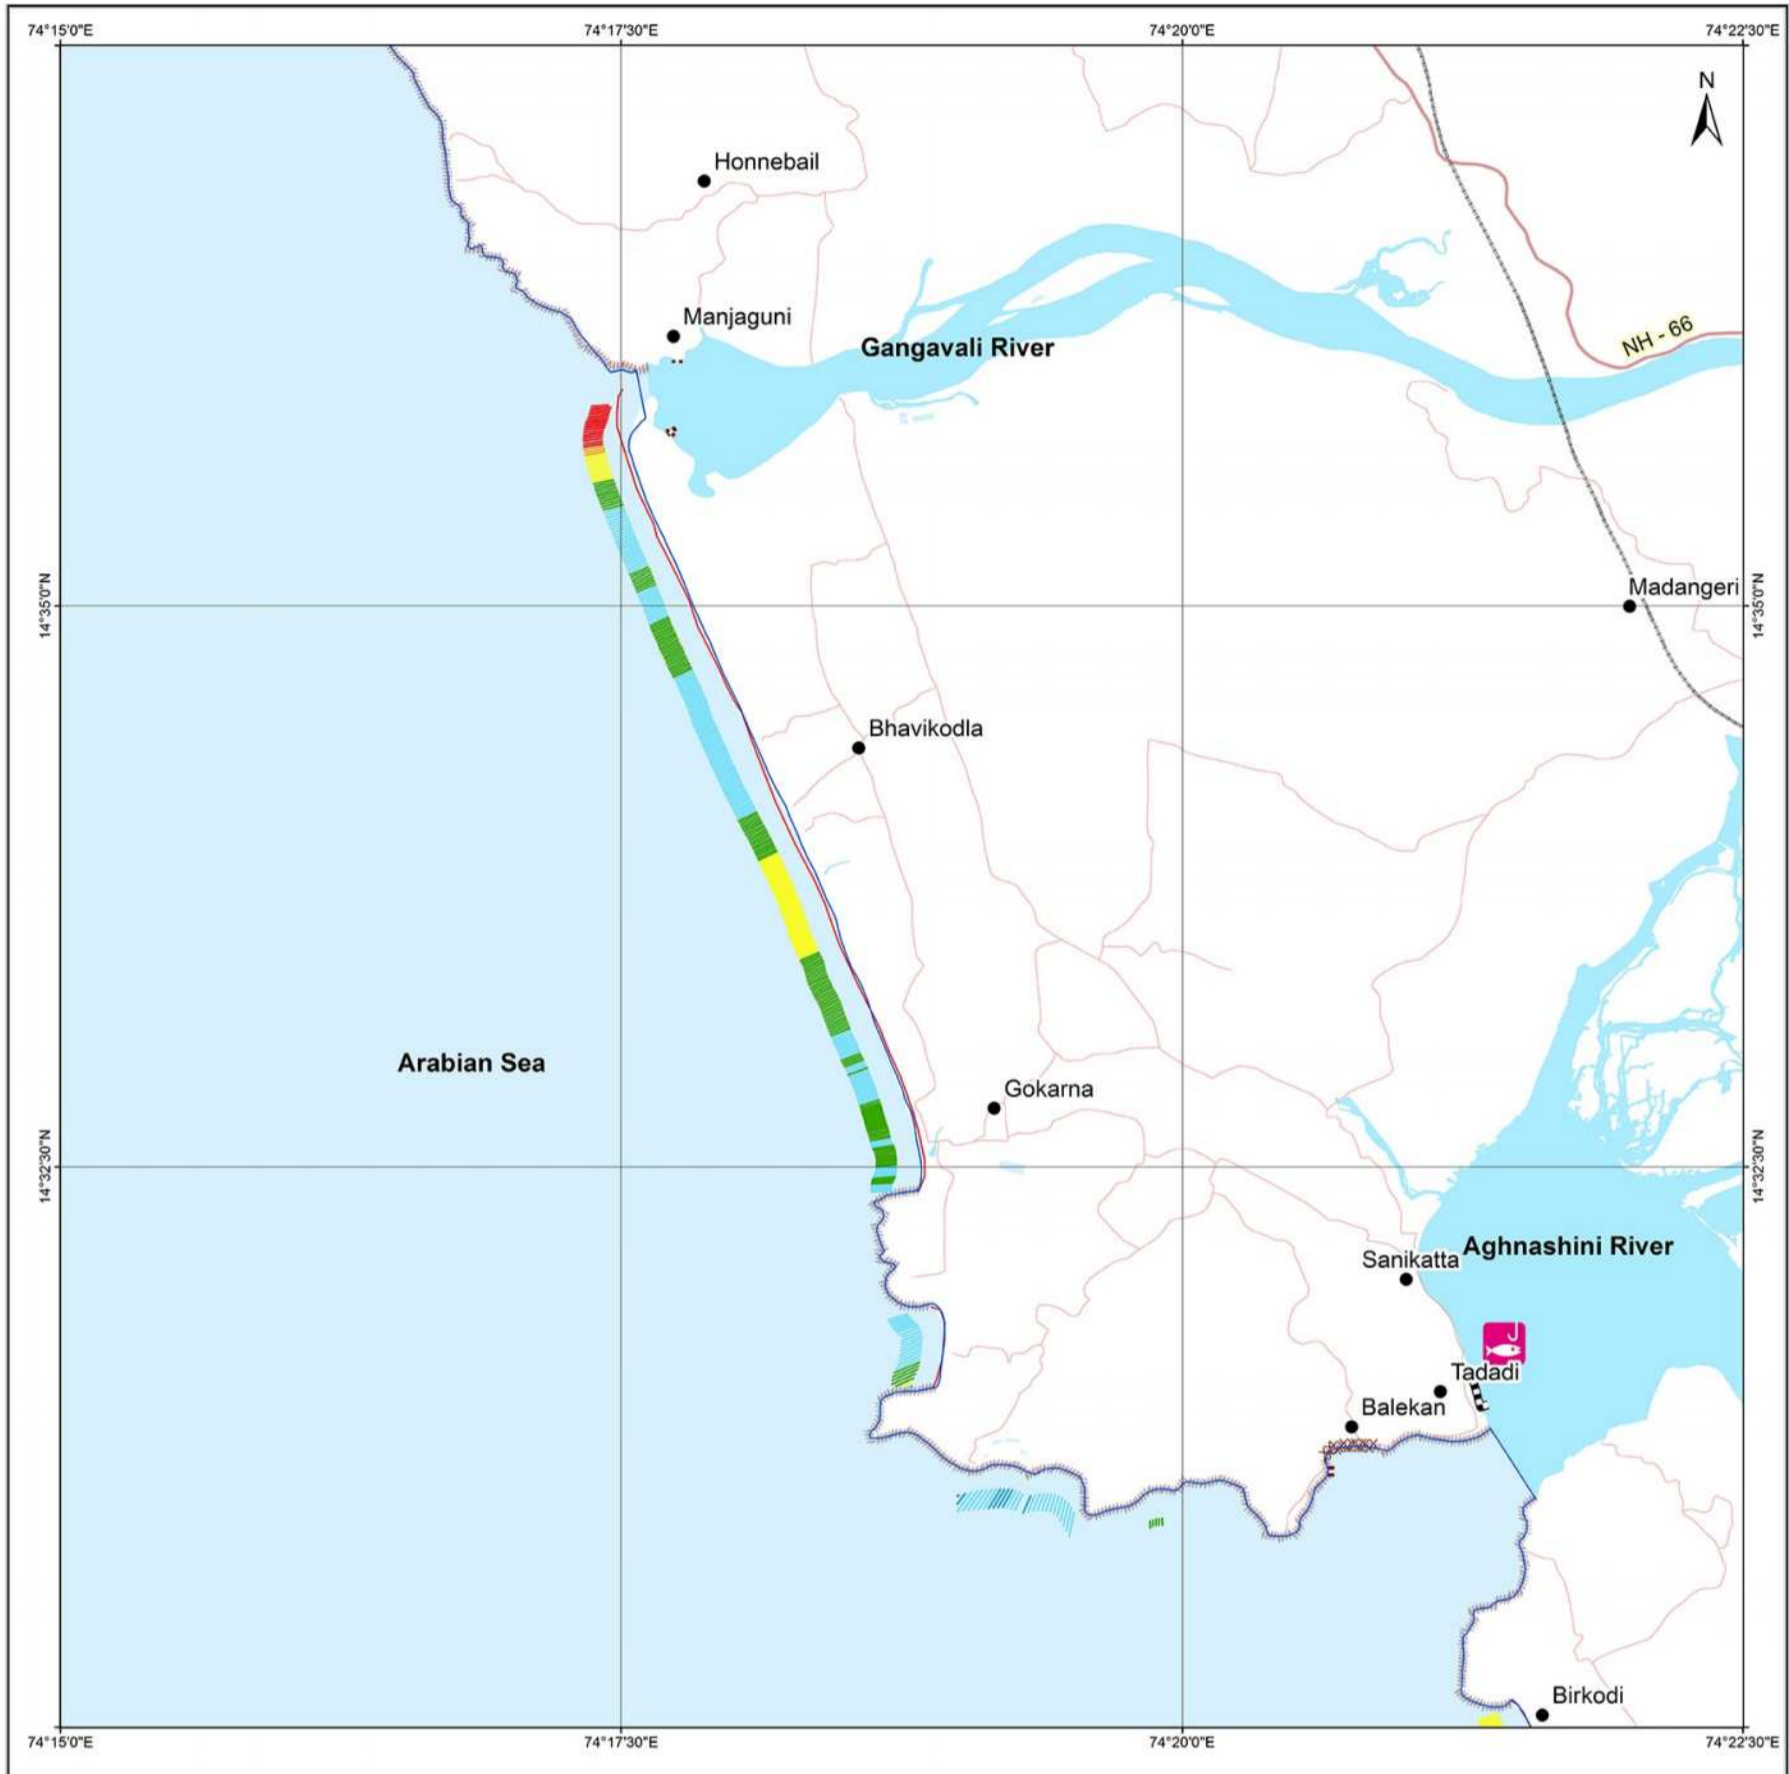 74°15'0"E
74°17'30"E
74°20'0"E
74°22'30"E
N
Honnebail
Manjaguni
Gangavali River
NH - 66
Madangeri
14°35'0"N
14°35'0"N
Bhavikodla
Arabian Sea
Gokarna
14°32'30"N
14°32'30"N
Aghnashini River
Sanikatta
Tadadi
Balekan
Birkodi
74°15'0"E
74°17'30"E
74°20'0"E
74°22'30"E